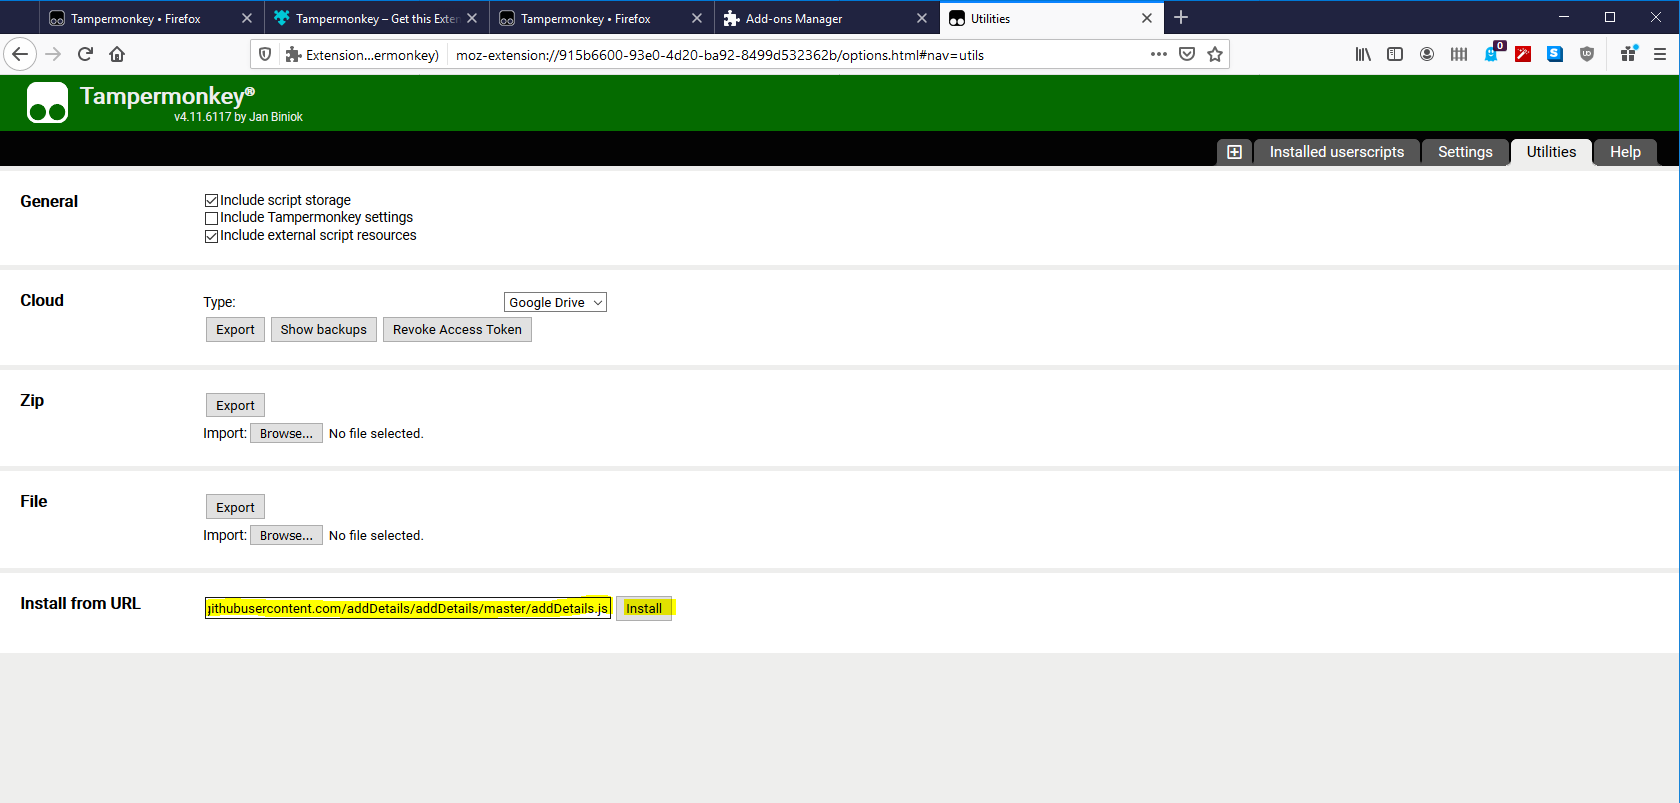 Tampermonkey • Firefox
Tampermonkey – Get this Exten
Tampermonkey • Firefox
Add-ons Manager
Utilities
Extension...ermonkey)
moz-extension://915b6600-93e0-4d20-ba92-8499d532362b/options.html#nav=utils
0
S
Tampermonkey®
v4.11.6117 by Jan Biniok
Installed userscripts
Settings
Utilities
Help
General
Include script storage
Include Tampermonkey settings
Include external script resources
Cloud
Type:
Google Drive
Export
Show backups
Revoke Access Token
Zip
Export
Import:
Browse...
No file selected.
File
Export
Import:
Browse...
No file selected.
Install from URL
githubusercontent.com/addDetails/addDetails/master/addDetails.js
Install